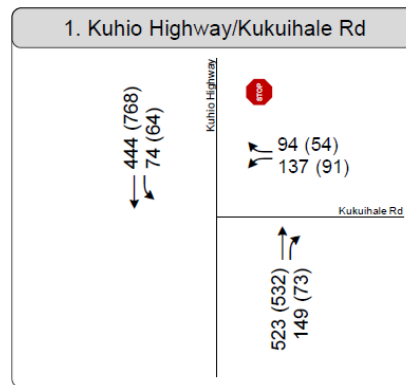 1. Kuhio Highway/Kukuihale Rd
444 (768)
74 (64)
Kuhio Highway
STOP
94 (54)
137 (91)
Kukuihale Rd
523 (532)
149 (73)